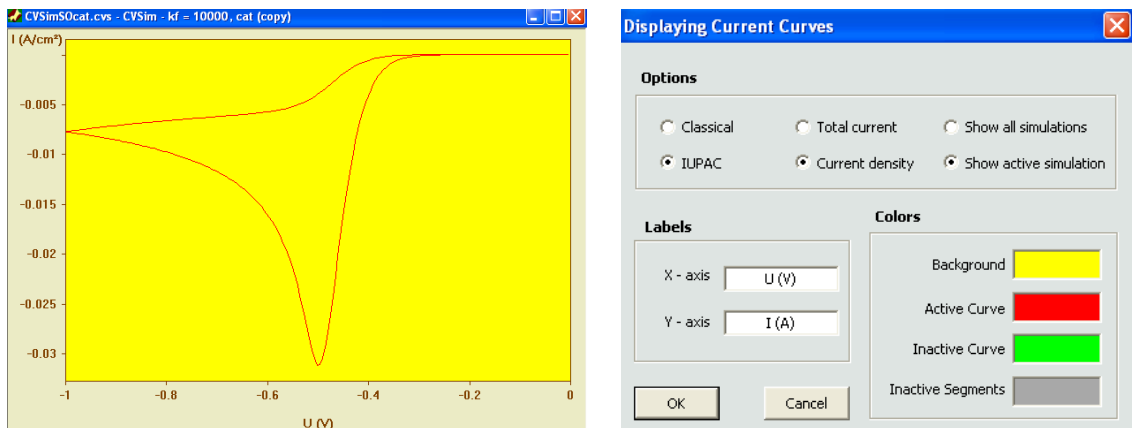 CVSimSOcat.cvs - CVSim - kf = 10000, cat (copy)
I (A/cm²)
-0.005
-0.01
-0.015
-0.02
-0.025
-0.03
-1 -0.8 -0.6 -0.4 -0.2 0
U (V)
Displaying Current Curves
Options
Classical Total current Show all simulations
IUPAC Current density Show active simulation
Labels
X - axis U (V)
Y - axis I (A)
Colors
Background
Active Curve
Inactive Curve
Inactive Segments
OK Cancel